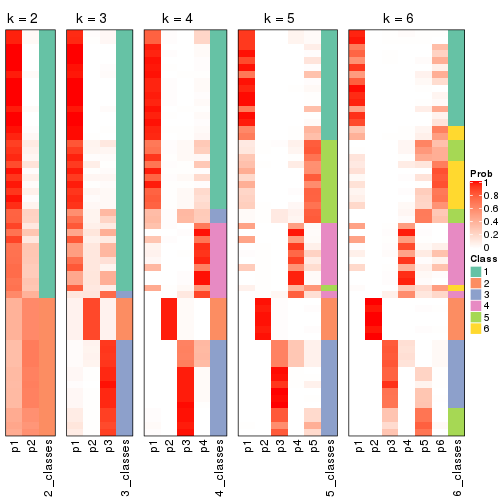 k = 2
k = 3
k = 4
k = 5
k = 6
p1
p2
2_classes
p1
p2
p3
3_classes
p1
p2
p3
p4
4_classes
p1
p2
p3
p4
p5
5_classes
p1
p2
p3
p4
p5
p6
6_classes
Prob
1
0.8
0.6
0.4
0.2
0
Class
1
2
3
4
5
6